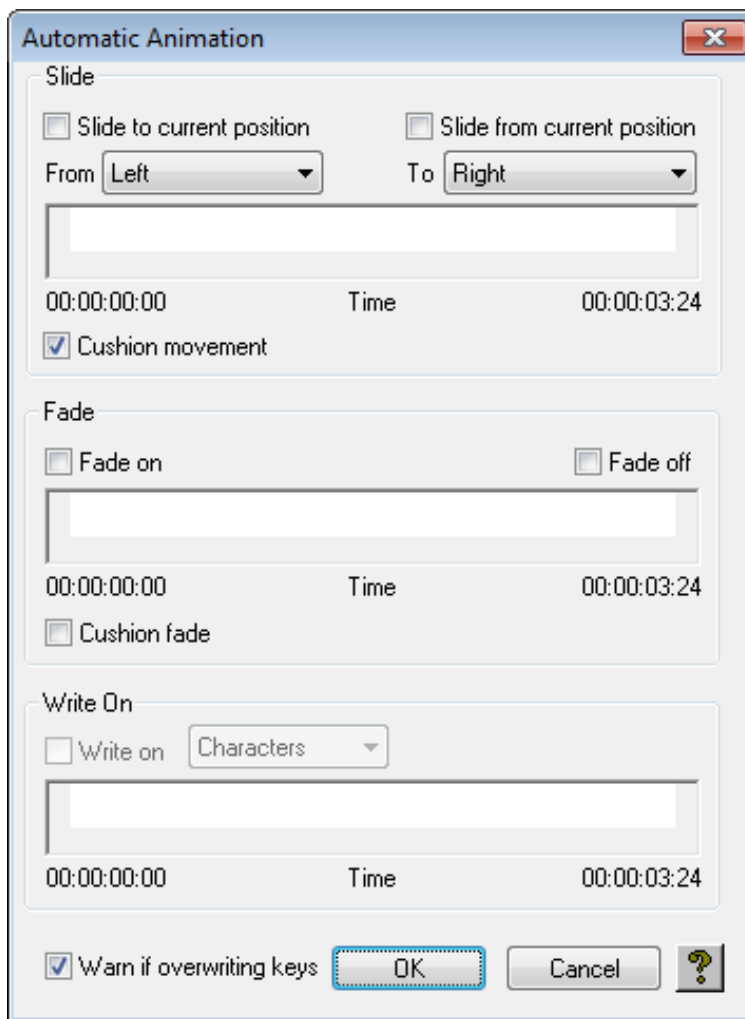 Automatic Animation
Slide
Slide to current position Slide from current position
From Left To Right
00:00:00:00 Time 00:00:03:24
Cushion movement
Fade
Fade on Fade off
00:00:00:00 Time 00:00:03:24
Cushion fade
Write On
Write on Characters
00:00:00:00 Time 00:00:03:24
Warn if overwriting keys OK Cancel ?